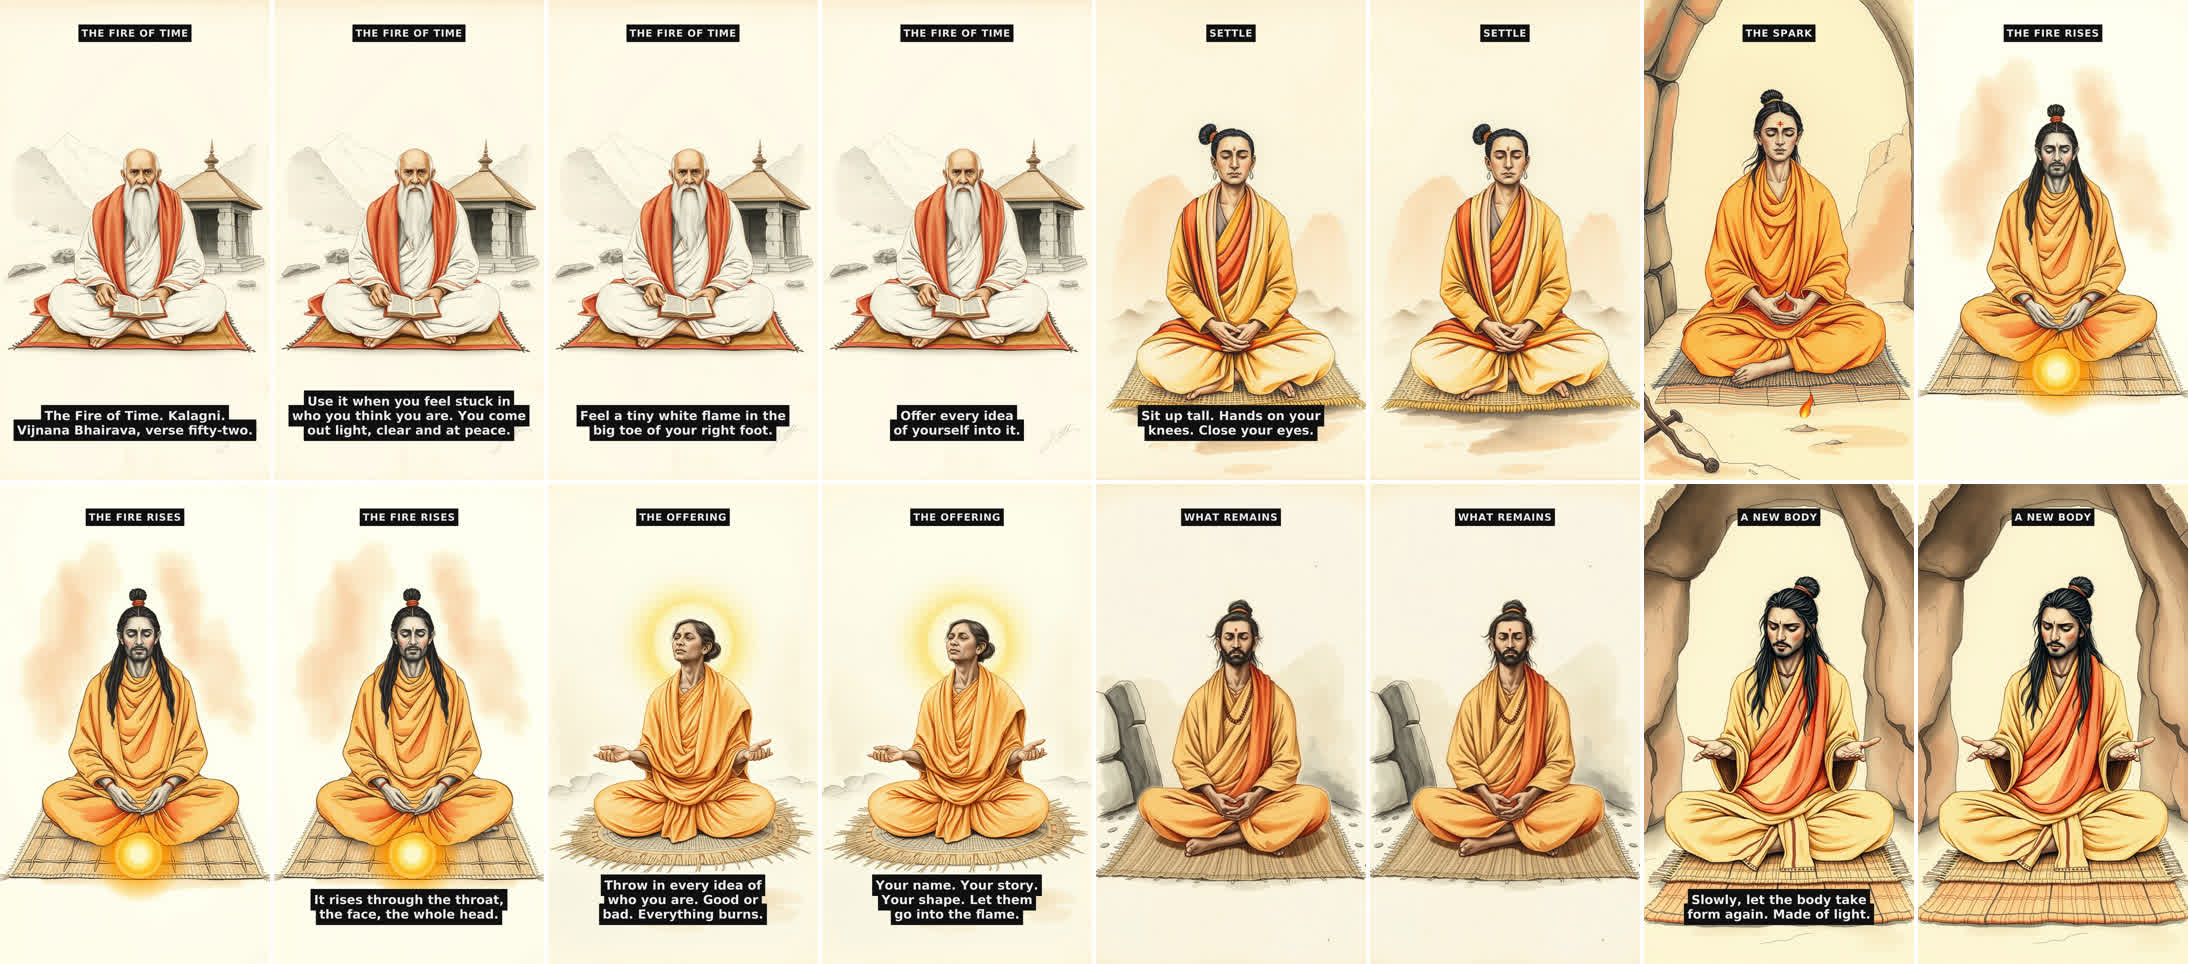 THE FIRE OF TIME
The Fire of Time. Kalagni.
Vijnana Bhairava, verse fifty-two.
THE FIRE OF TIME
Use it when you feel stuck in
who you think you are. You come
out light, clear and at peace.
THE FIRE OF TIME
Feel a tiny white flame in the
big toe of your right foot.
THE FIRE OF TIME
Offer every idea
of yourself into it.
SETTLE
Sit up tall. Hands on your
knees. Close your eyes.
SETTLE
THE SPARK
THE FIRE RISES
THE FIRE RISES
THE FIRE RISES
It rises through the throat,
the face, the whole head.
THE OFFERING
Throw in every idea of
who you are. Good or
bad. Everything burns.
THE OFFERING
Your name. Your story.
Your shape. Let them
go into the flame.
WHAT REMAINS
WHAT REMAINS
A NEW BODY
Slowly, let the body take
form again. Made of light.
A NEW BODY